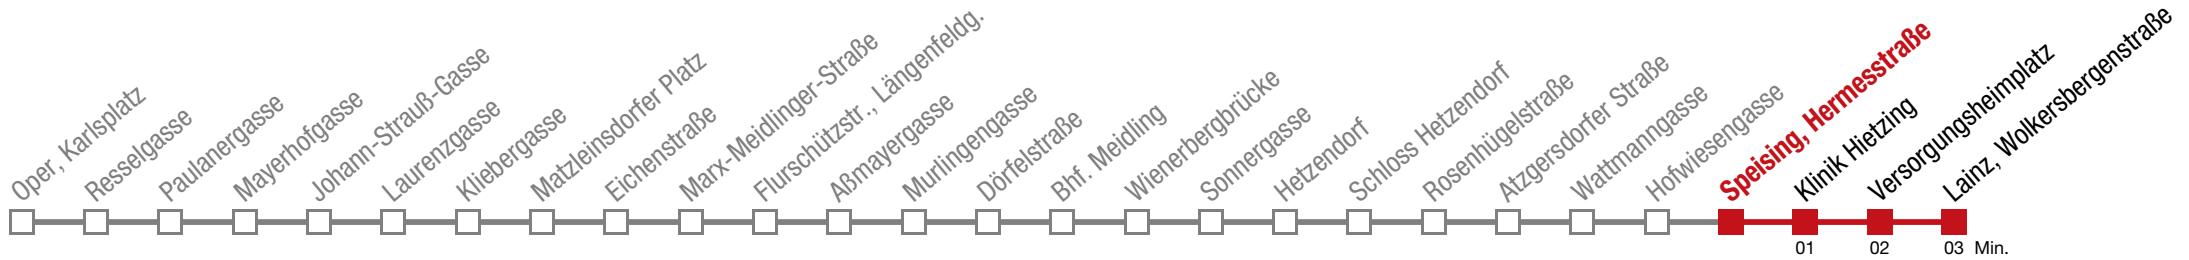 Oper, Karlsplatz
Resselgasse
Paulanergasse
Mayerhofgasse
Johann-Strauß-Gasse
Laurenzgasse
Kliebergasse
Matzleinsdorfer Platz
Eichenstraße
Marx-Meidlinger-Straße
Flurschützstr., Längenfeldg.
Aßmayergasse
Murlingengasse
Dörfelstraße
Bhf. Meidling
Wienerbergbrücke
Sonnergasse
Hetzendorf
Schloss Hetzendorf
Rosenhügelstraße
Atzgersdorfer Straße
Wattmanngasse
Hofwiesengasse
Speising, Hermesstraße
Klinik Hietzing
Versorgungsheimplatz
Lainz, Wolkersbergenstraße
01 02 03 Min.